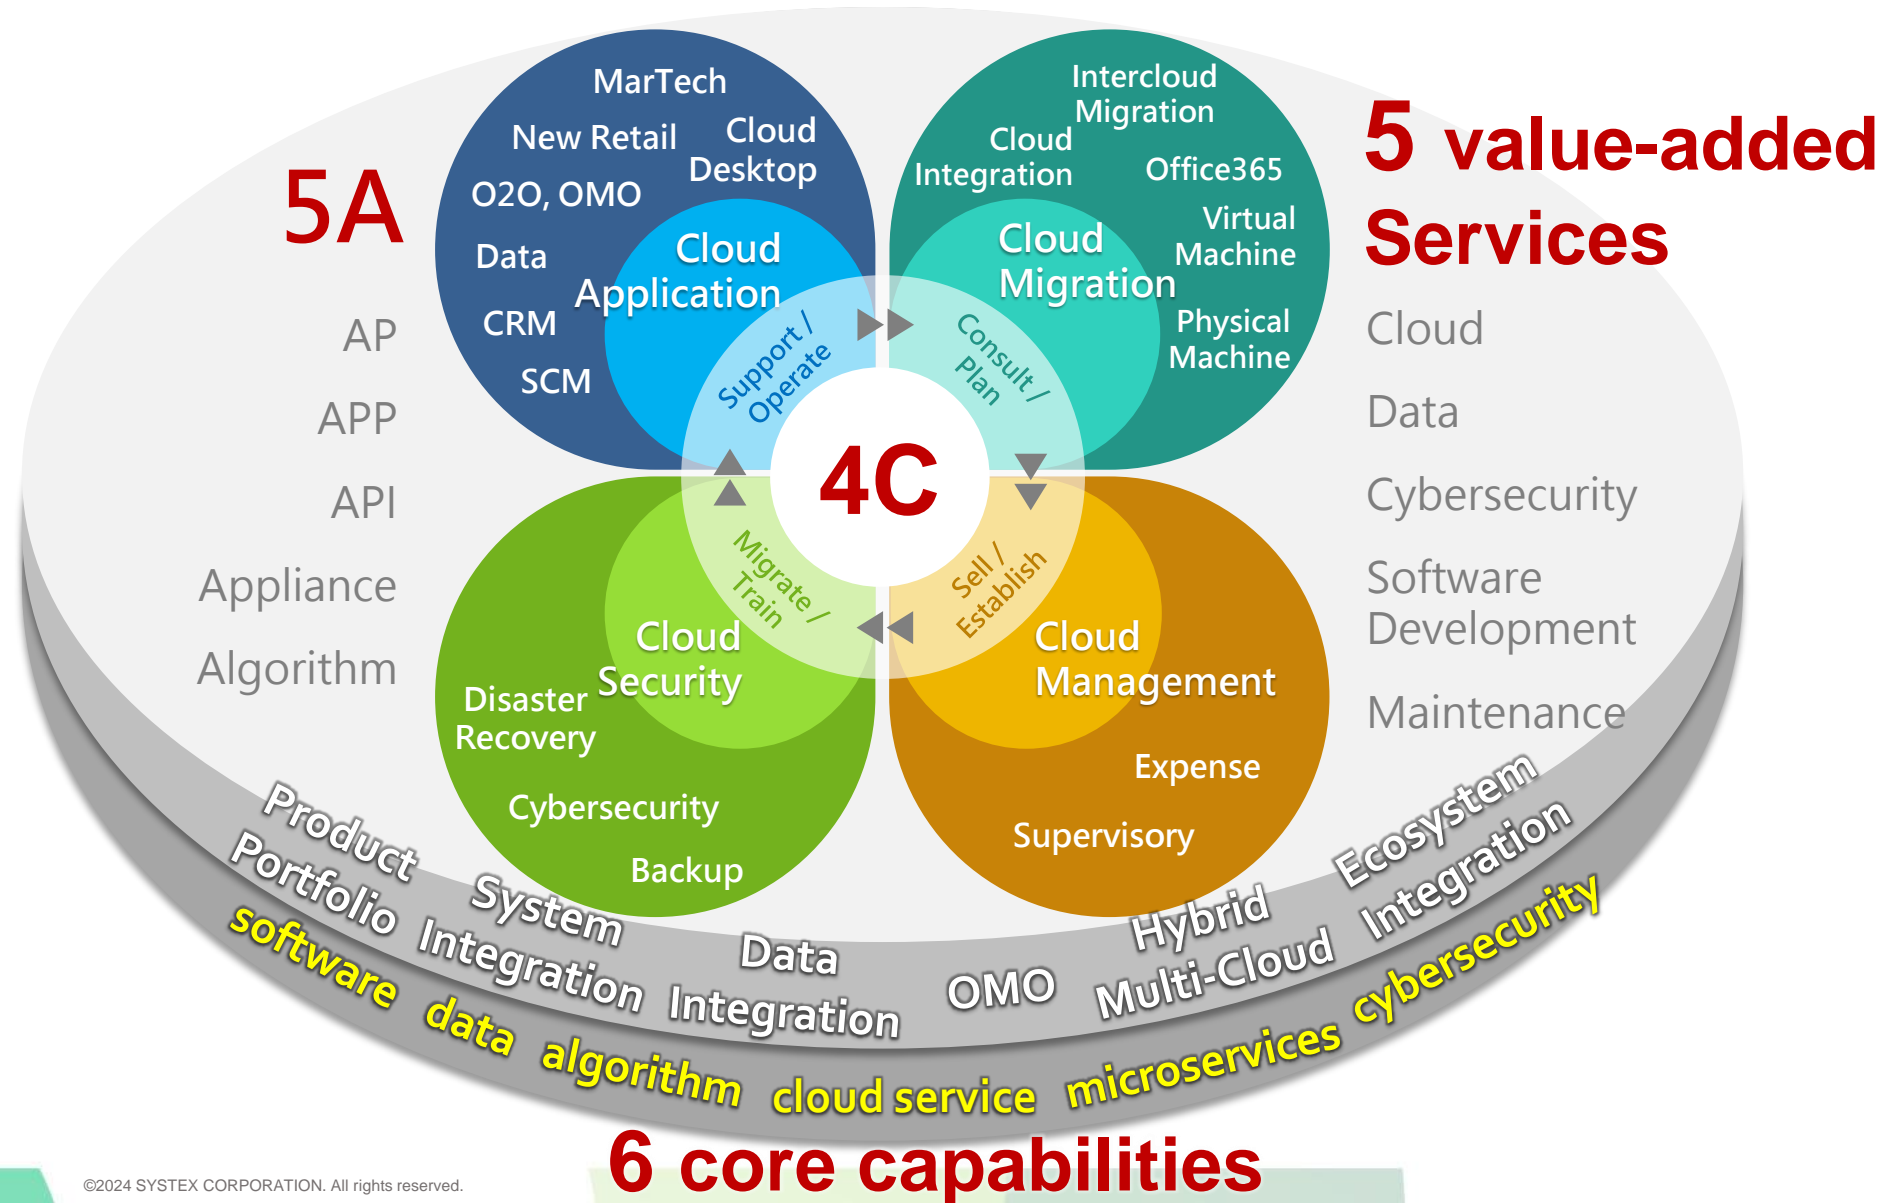 5A
AP
APP
API
Appliance
Algorithm
MarTech
New Retail
Cloud
Desktop
O2O, OMO
Data
CRM
SCM
Cloud
Application
Support /
Operate
Intercloud
Migration
Cloud
Integration
Office365
Virtual
Machine
Physical
Machine
Cloud
Migration
Consult /
Plan
4C
Migrate /
Train
Cloud
Security
Disaster
Recovery
Cybersecurity
Backup
Sell /
Establish
Cloud
Management
Expense
Supervisory
5 value-added
Services
Cloud
Data
Cybersecurity
Software
Development
Maintenance
Product
Portfolio
System
Integration
Data
Integration
OMO
Hybrid
Multi-Cloud
Ecosystem
Integration
software
data
algorithm
cloud service
microservices
cybersecurity
6 core capabilities
©2024 SYSTEX CORPORATION. All rights reserved.